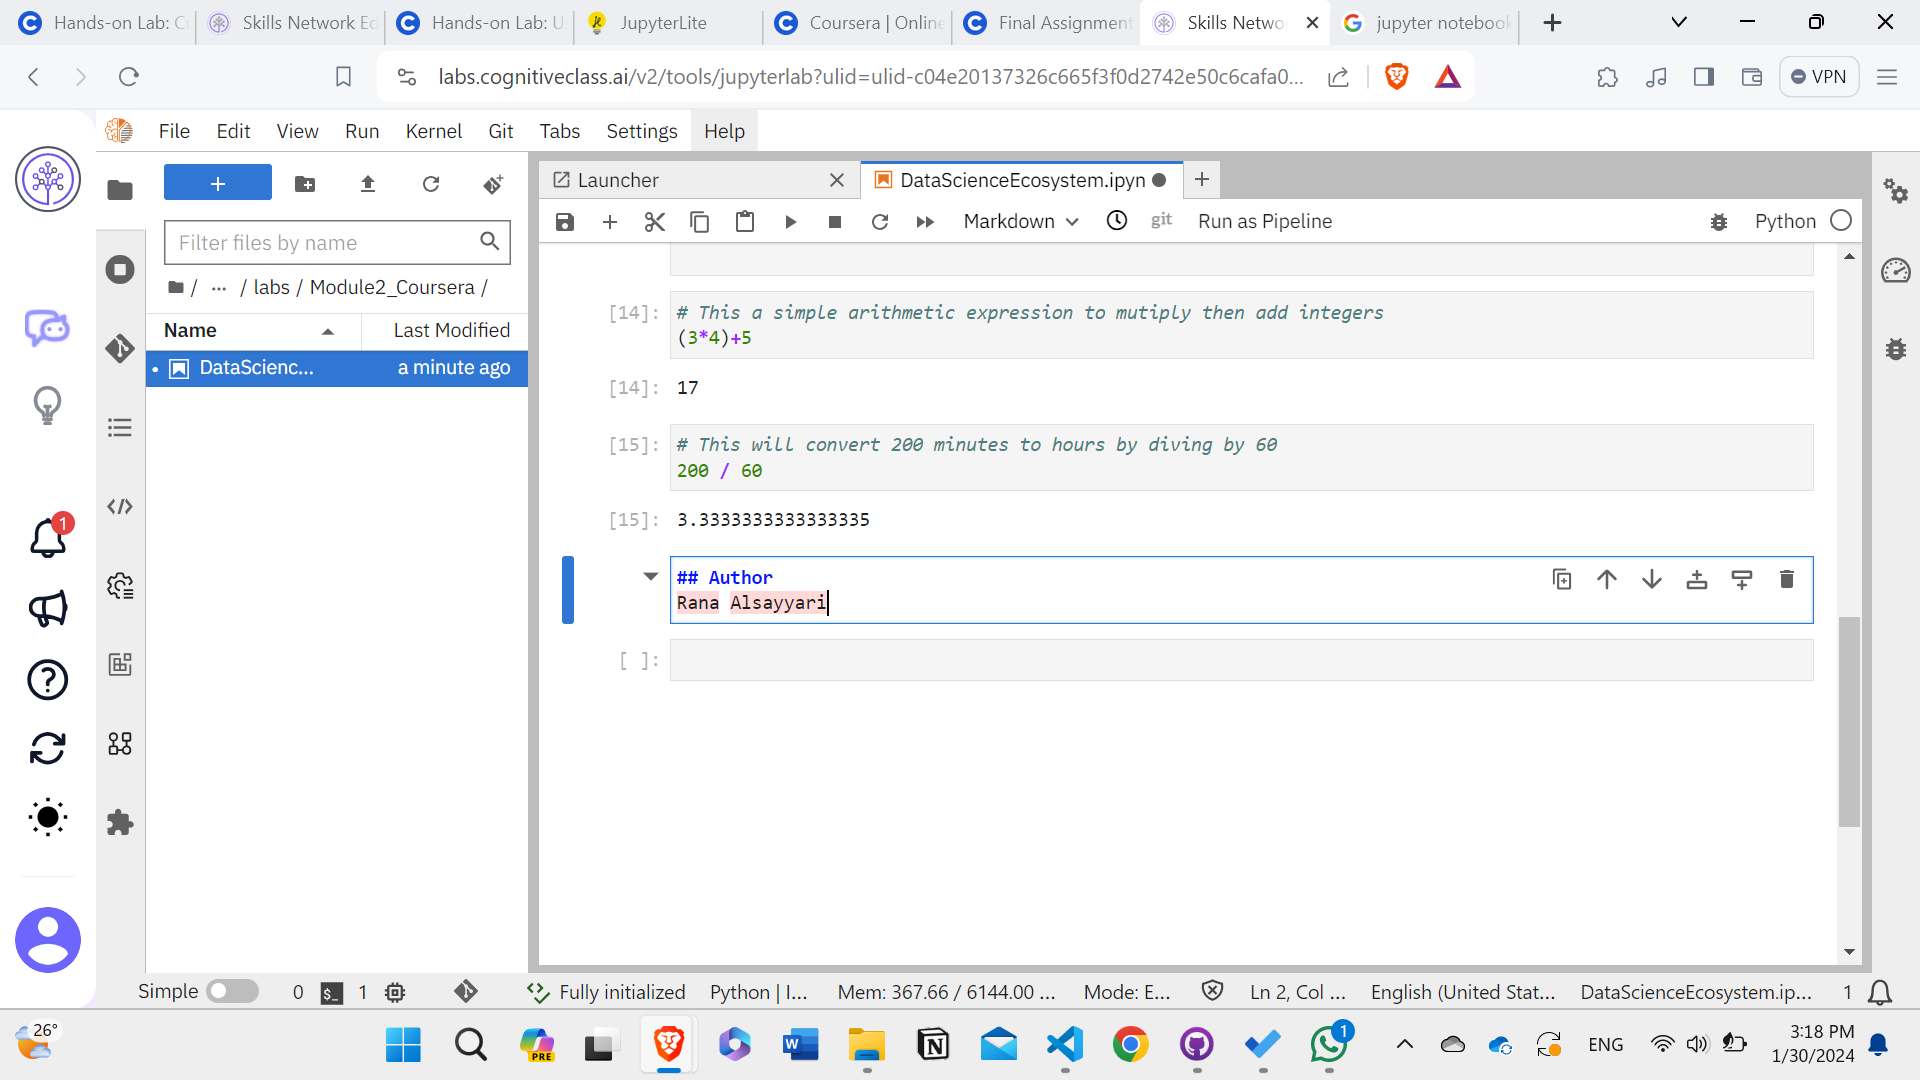 Hands-on Lab: C
Skills Network Ed
Hands-on Lab: U
JupyterLite
Coursera | Online
Final Assignment
Skills Netwo
jupyter notebook
labs.cognitiveclass.ai/v2/tools/jupyterlab?ulid=ulid-c04e20137326c665f3f0d2742e50c6cafa0...
VPN
File Edit View Run Kernel Git Tabs Settings Help
Launcher
DataScienceEcosystem.ipyn
Markdown
git
Run as Pipeline
Python
Filter files by name
/ ... / labs / Module2_Coursera /
Name
Last Modified
DataScienc...
a minute ago
[14]:
# This a simple arithmetic expression to mutiply then add integers
(3*4)+5
[14]:
17
[15]:
# This will convert 200 minutes to hours by diving by 60
200 / 60
[15]:
3.3333333333333335
## Author
Rana Alsayyari
[ ]:
1
Simple
0
$_
1
Fully initialized
Python | I...
Mem: 367.66 / 6144.00 ...
Mode: E...
Ln 2, Col ...
English (United Stat...
DataScienceEcosystem.ip...
1
26°
PRE
W
N
1
ENG
3:18 PM
1/30/2024